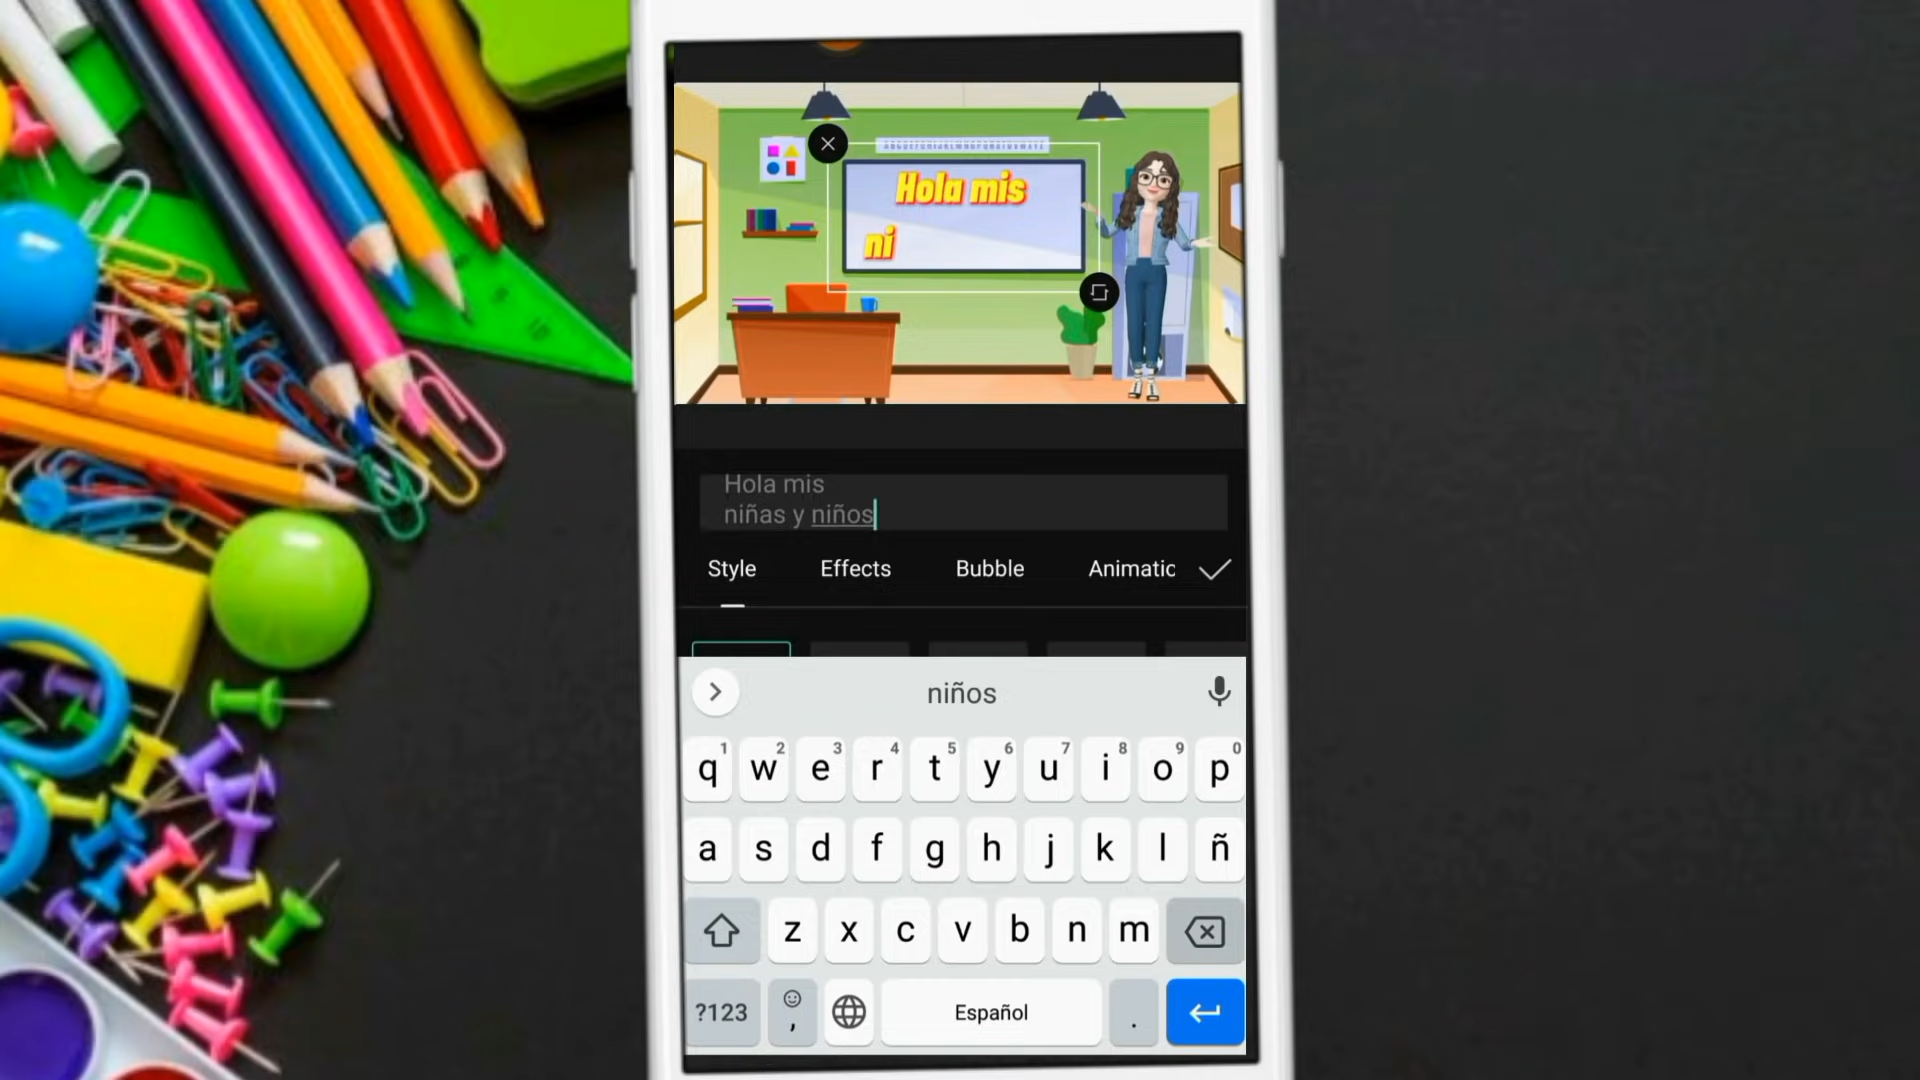 Hola mis
ni
Hola mis
niñas y niños
Style Effects Bubble Animatic
niños
1 2 3 4 5 6 7 8 9 0
q w e r t y u i o p
a s d f g h j k l ñ
z x c v b n m
?123 , Español .